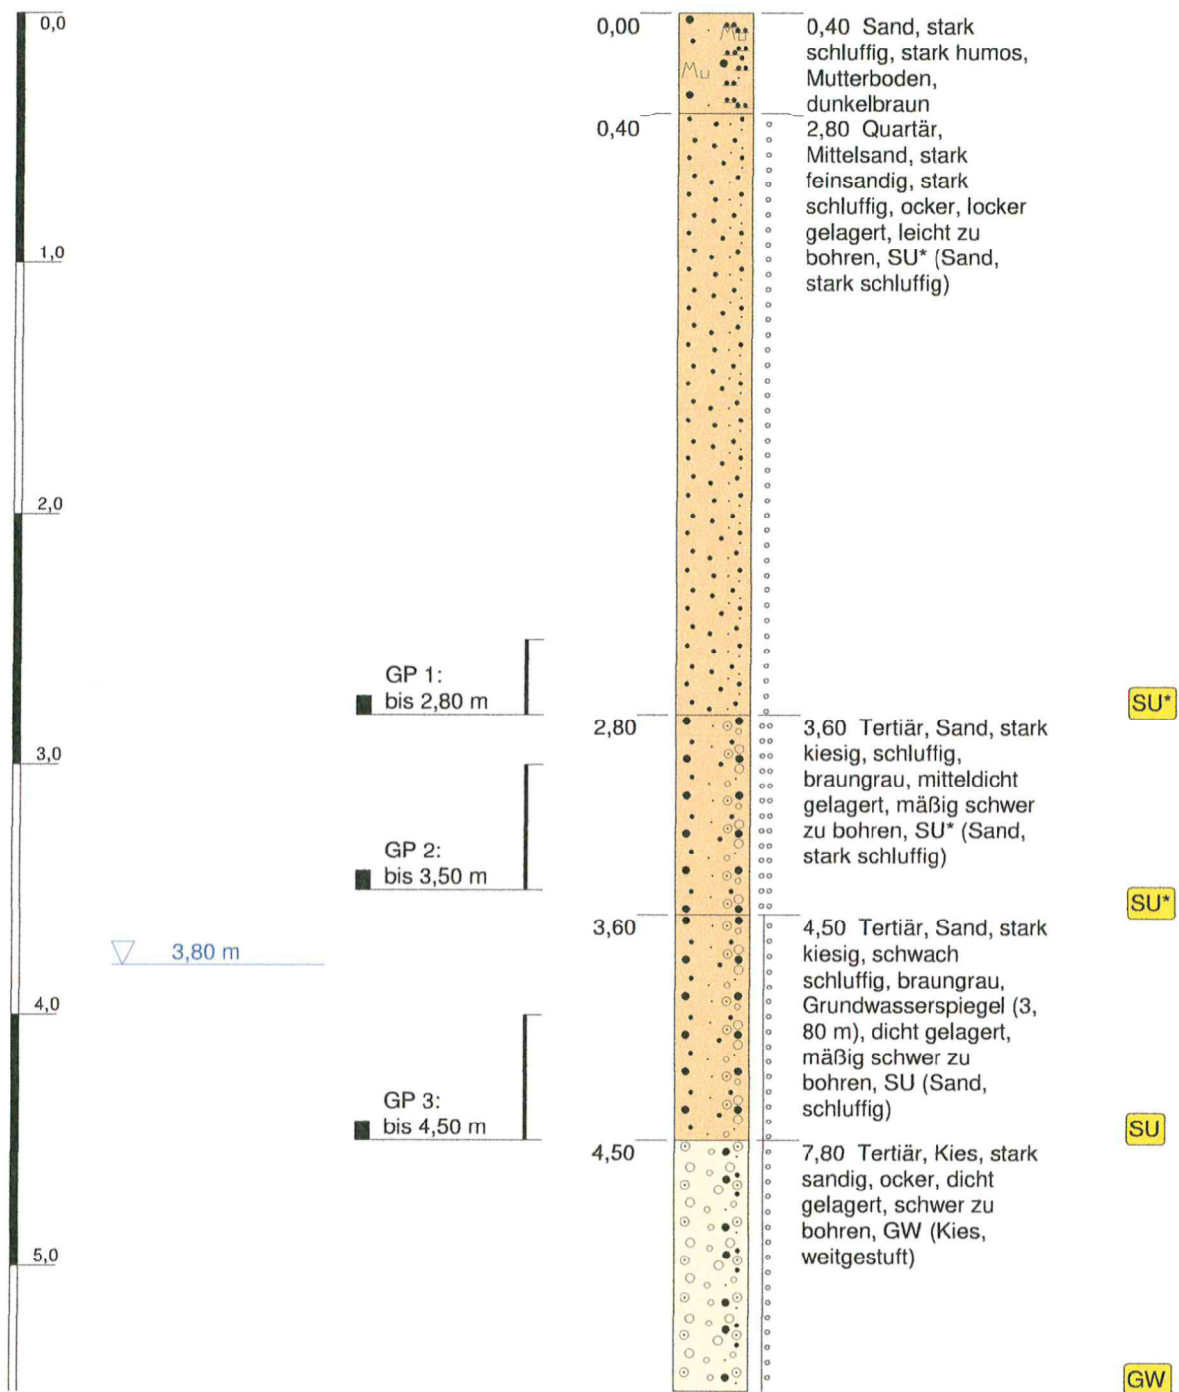 0,0
0,00
0,40 Sand, stark
schluffig, stark humos,
Mutterboden,
dunkelbraun
Mu
Mu
0,40
2,80 Quartär,
Mittelsand, stark
feinsandig, stark
schluffig, ocker, locker
gelagert, leicht zu
bohren, SU* (Sand,
stark schluffig)
1,0
2,0
GP 1:
bis 2,80 m
SU*
2,80
3,60 Tertiär, Sand, stark
kiesig, schluffig,
braungrau, mitteldicht
gelagert, mäßig schwer
zu bohren, SU* (Sand,
stark schluffig)
3,0
GP 2:
bis 3,50 m
SU*
3,60
4,50 Tertiär, Sand, stark
kiesig, schwach
schluffig, braungrau,
Grundwasserspiegel (3,
80 m), dicht gelagert,
mäßig schwer zu
bohren, SU (Sand,
schluffig)
3,80 m
4,0
GP 3:
bis 4,50 m
SU
4,50
7,80 Tertiär, Kies, stark
sandig, ocker, dicht
gelagert, schwer zu
bohren, GW (Kies,
weitgestuft)
5,0
GW